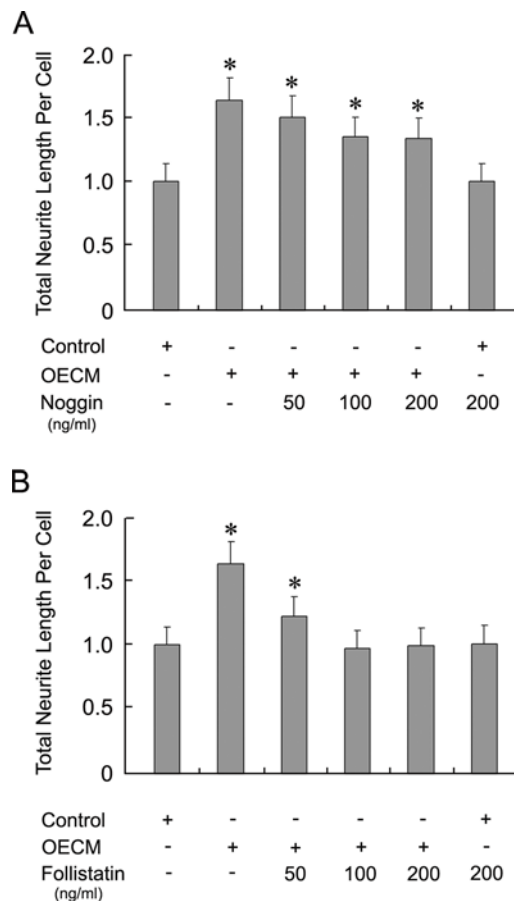 A
Total Neurite Length Per Cell
2.0
1.5
1.0
0.5
0
* * * *
Control + - - - - +
OECM - + + + + -
Noggin - - 50 100 200 200
(ng/ml)
B
Total Neurite Length Per Cell
2.0
1.5
1.0
0.5
0
* *
Control + - - - - +
OECM - + + + + -
Follistatin - - 50 100 200 200
(ng/ml)